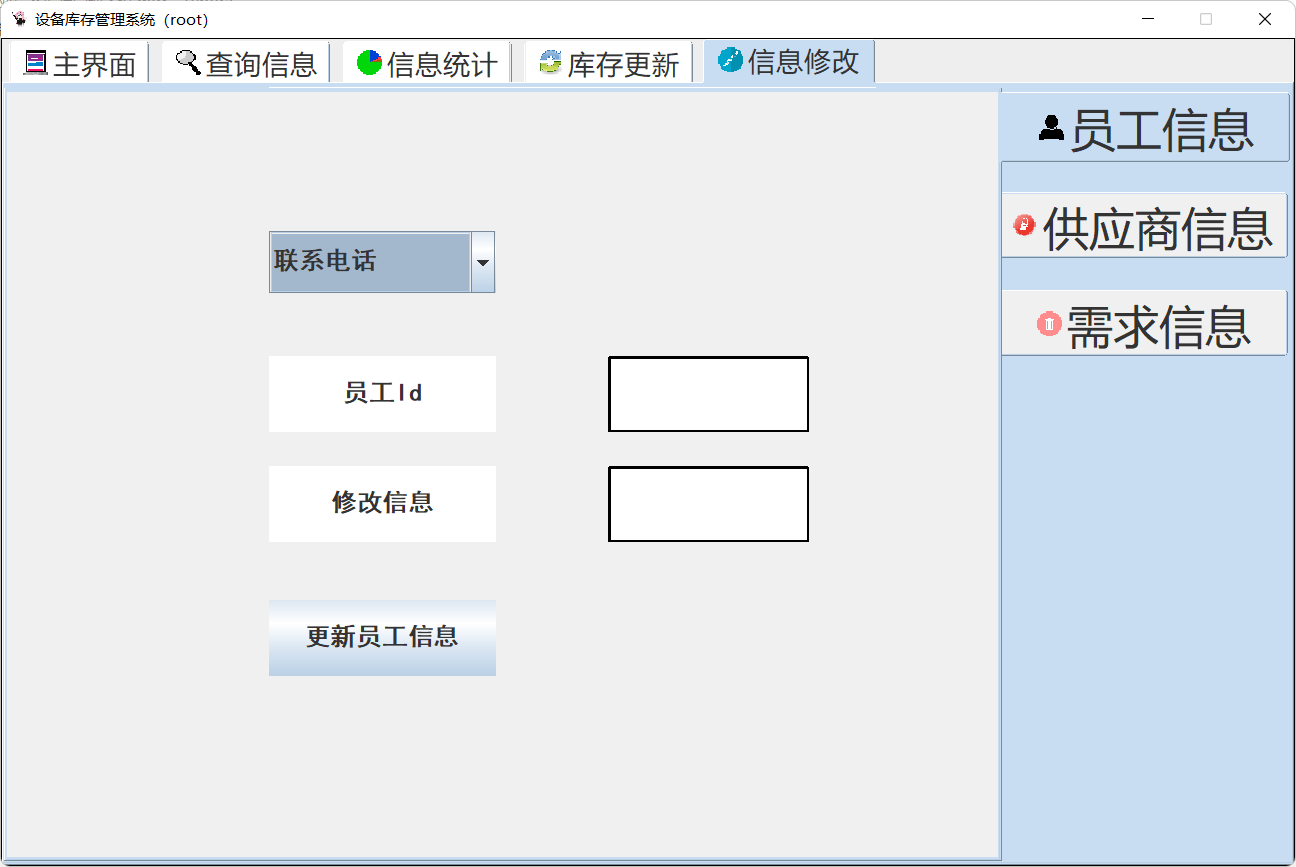 设备库存管理系统（root）
主界面 查询信息 信息统计 库存更新 信息修改
员工信息
供应商信息
需求信息
联系电话
员工Id
修改信息
更新员工信息